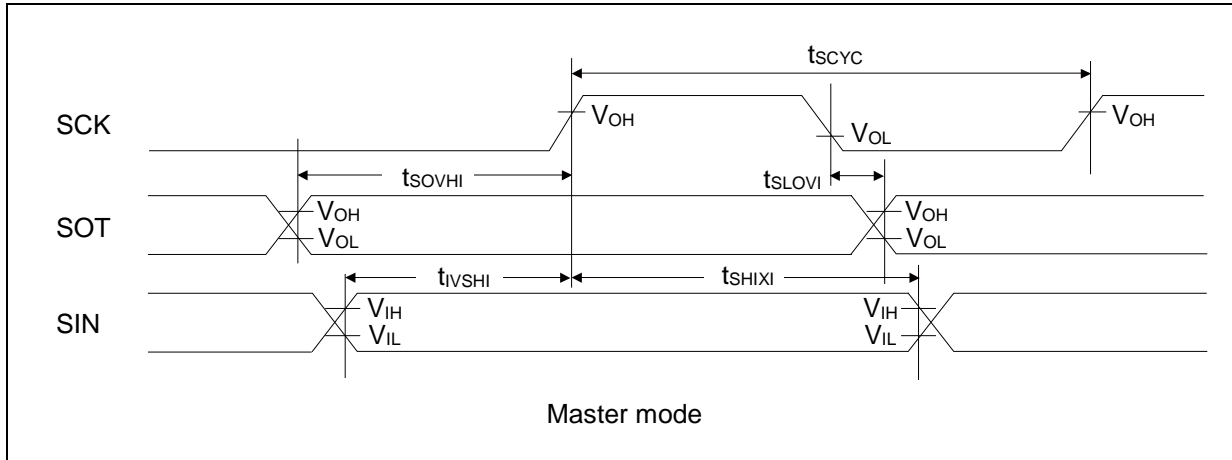 tSCYC
SCK
VOH
VOL
VOH
tSOVHI
tSLOVI
SOT
VOH
VOL
VOH
VOL
tIVSHI
tSHIXI
SIN
VIH
VIL
VIH
VIL
Master mode